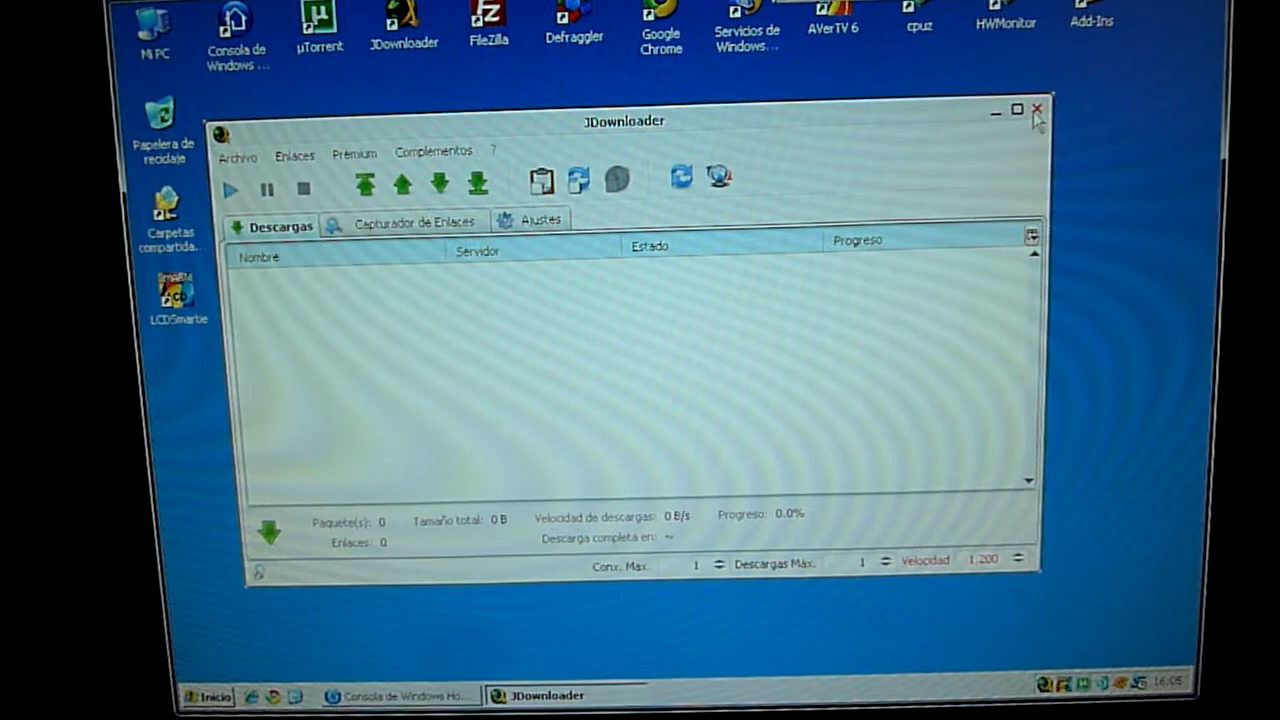 Mi PC
Consola de
Windows ...
µTorrent
JDownloader
FileZilla
Defraggler
Google
Chrome
Servicios de
Windows...
AVerTV 6
cpuz
HWMonitor
Add-Ins
Papelera de
reciclaje
Carpetas
compartida..
LCDSmartie
JDownloader
Archivo Enlaces Prémium Complementos ?
Descargas Capturador de Enlaces Ajustes
Nombre Servidor Estado Progreso
Paquete(s): 0 Tamaño total: 0 B Velocidad de descargas: 0 B/s Progreso: 0.0%
Enlaces: 0 Descarga completa en: ~
Conx. Max. 1 Descargas Máx. 1 Velocidad 1,200
Inicio Consola de Windows Ho... JDownloader 16:05